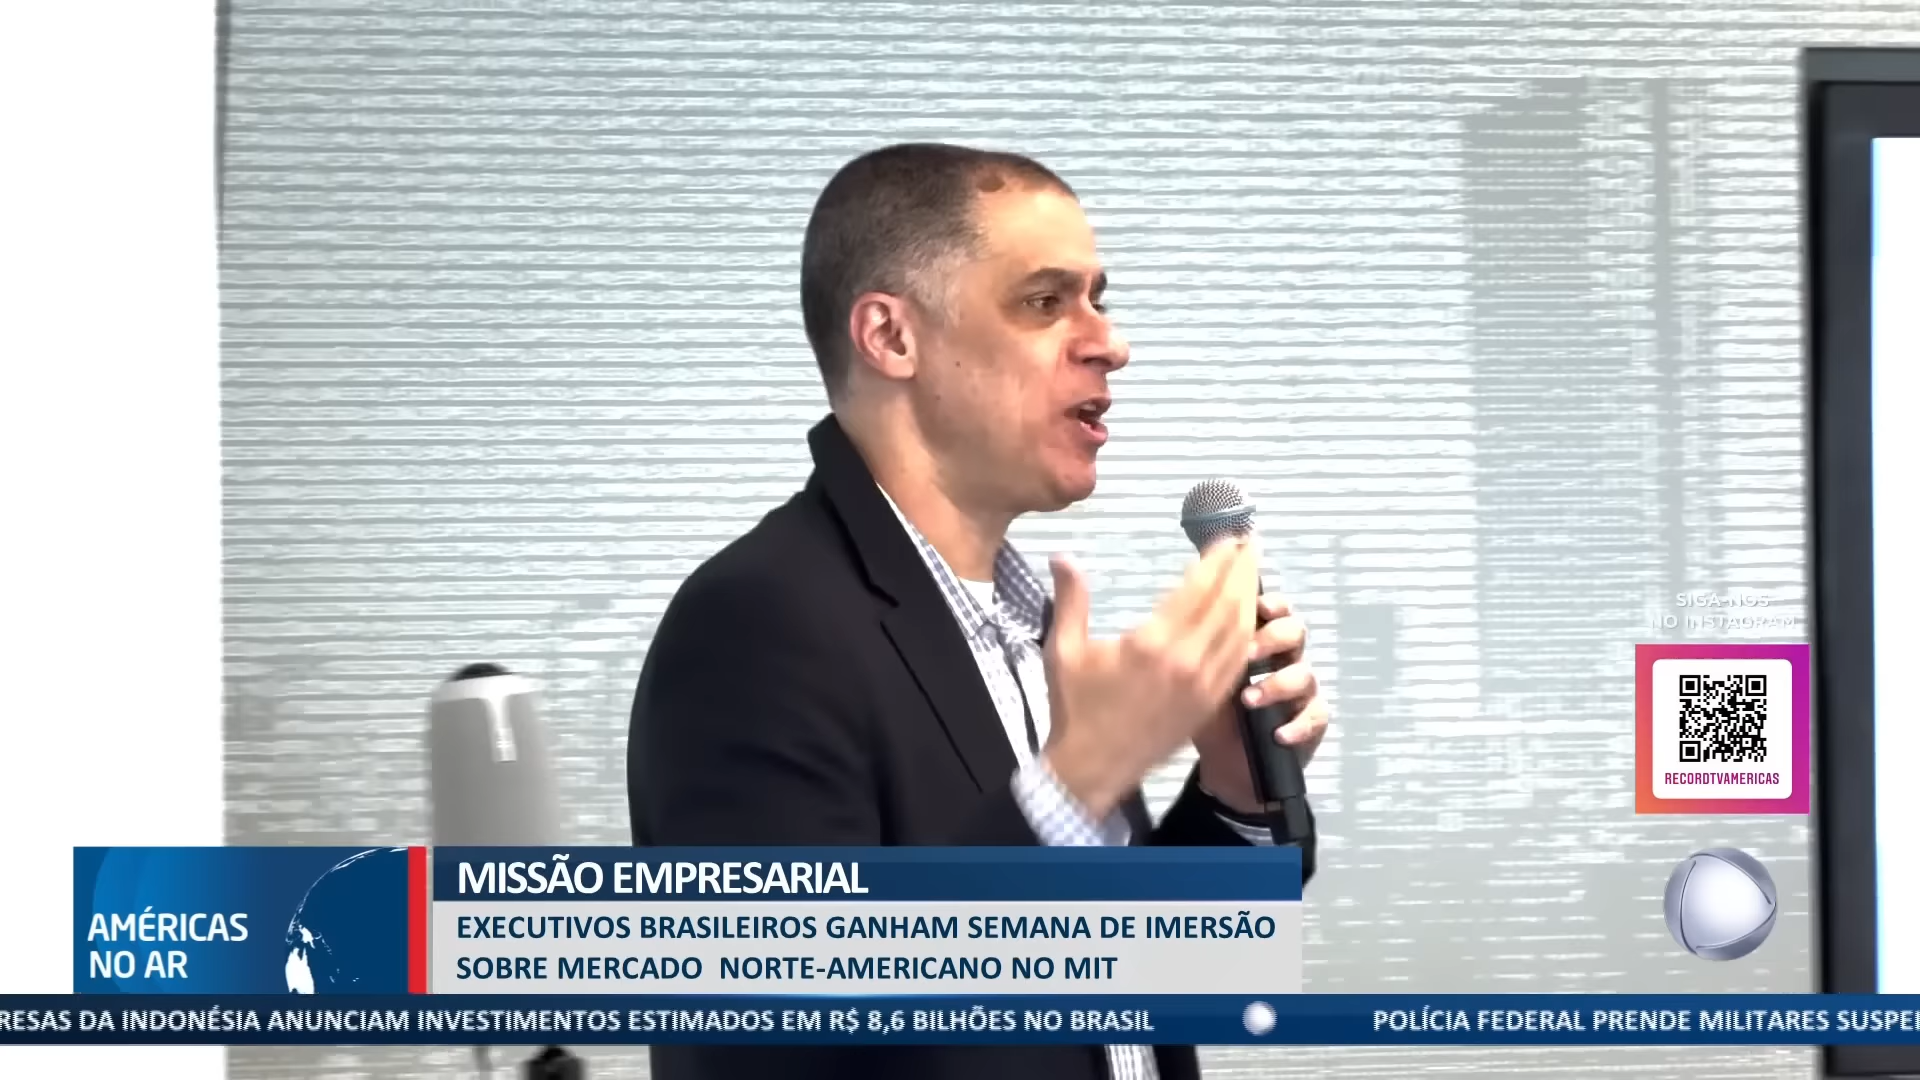 SIGA-NOS
NO INSTAGRAM
RECORDTVAMERICAS
AMÉRICAS
NO AR
MISSÃO EMPRESARIAL
EXECUTIVOS BRASILEIROS GANHAM SEMANA DE IMERSÃO
SOBRE MERCADO NORTE-AMERICANO NO MIT
RESAS DA INDONÉSIA ANUNCIAM INVESTIMENTOS ESTIMADOS EM R$ 8,6 BILHÕES NO BRASIL
POLÍCIA FEDERAL PRENDE MILITARES SUSPE